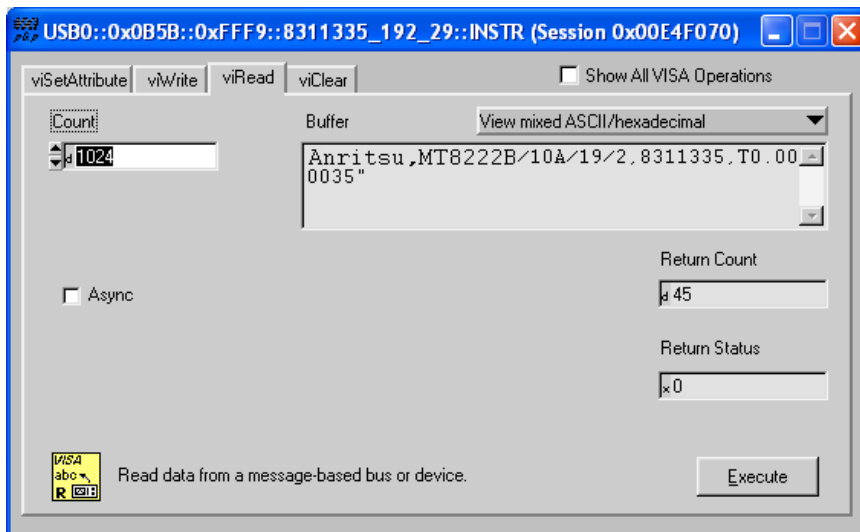 USB0::0x0B5B::0xFFF9::8311335_192_29::INSTR (Session 0x00E4F070)
viSetAttribute viWrite viRead viClear
Show All VISA Operations
Count
Buffer
View mixed ASCII/hexadecimal
1024
Anritsu,MT8222B/10A/19/2,8311335,T0.00
0035"
Return Count
d 45
Async
Return Status
x 0
VISA
abc
R
Read data from a message-based bus or device.
Execute